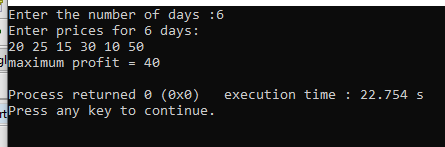 Enter the number of days :6
Enter prices for 6 days:
20 25 15 30 10 50
maximum profit = 40
Process returned 0 (0x0)   execution time : 22.754 s
Press any key to continue.